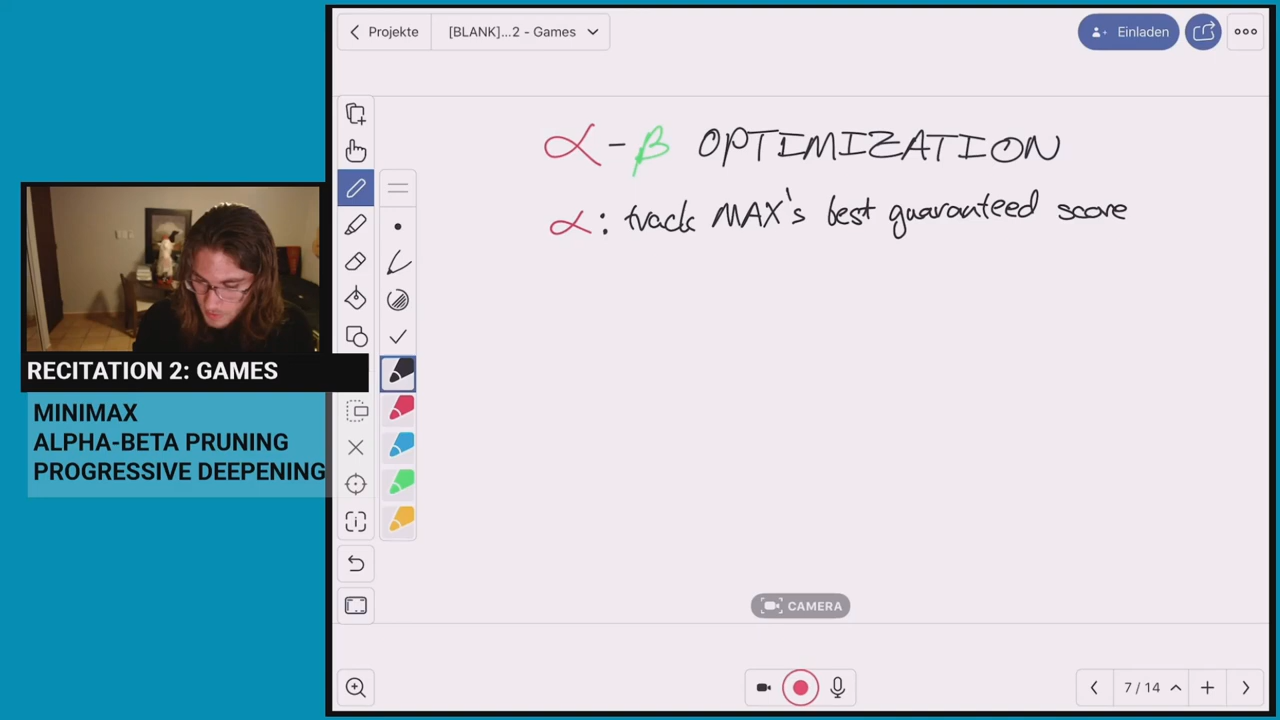 Projekte
[BLANK]...2 - Games
Einladen
α-β OPTIMIZATION
α: track MAX's best guaranteed score
RECITATION 2: GAMES
MINIMAX
ALPHA-BETA PRUNING
PROGRESSIVE DEEPENING
CAMERA
7 / 14